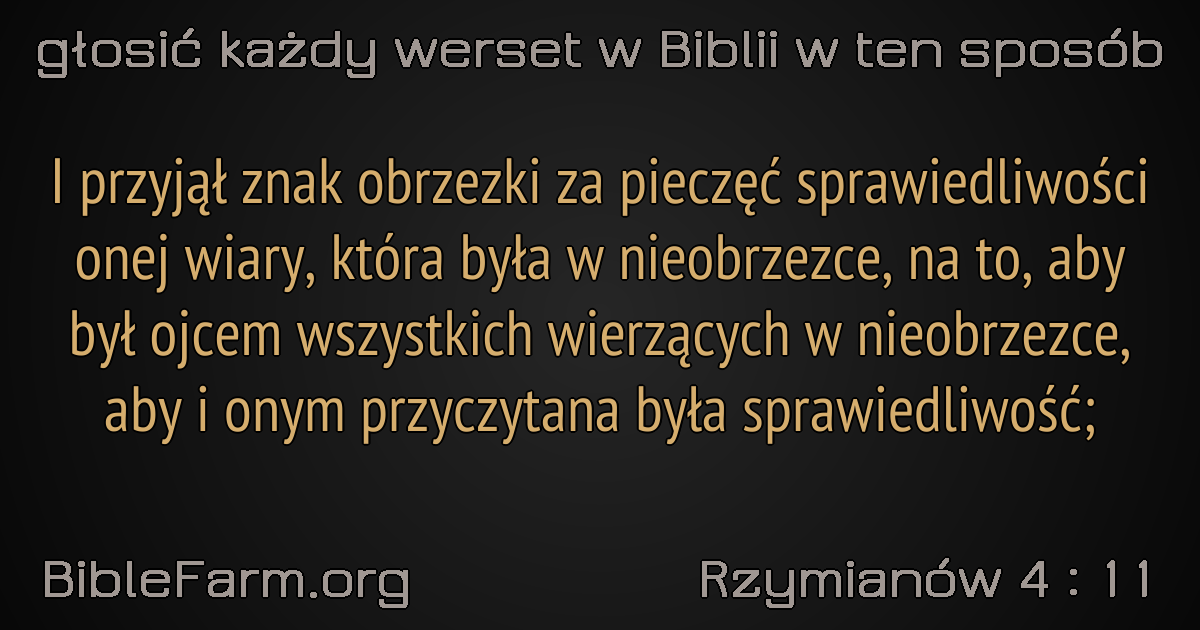 głosić każdy werset w Biblii w ten sposób
I przyjął znak obrzezki za pieczęć sprawiedliwości
onej wiary, która była w nieobrzezce, na to, aby
był ojcem wszystkich wierzących w nieobrzezce,
aby i onym przyczytana była sprawiedliwość;
BibleFarm.org
Rzymianów 4 : 11